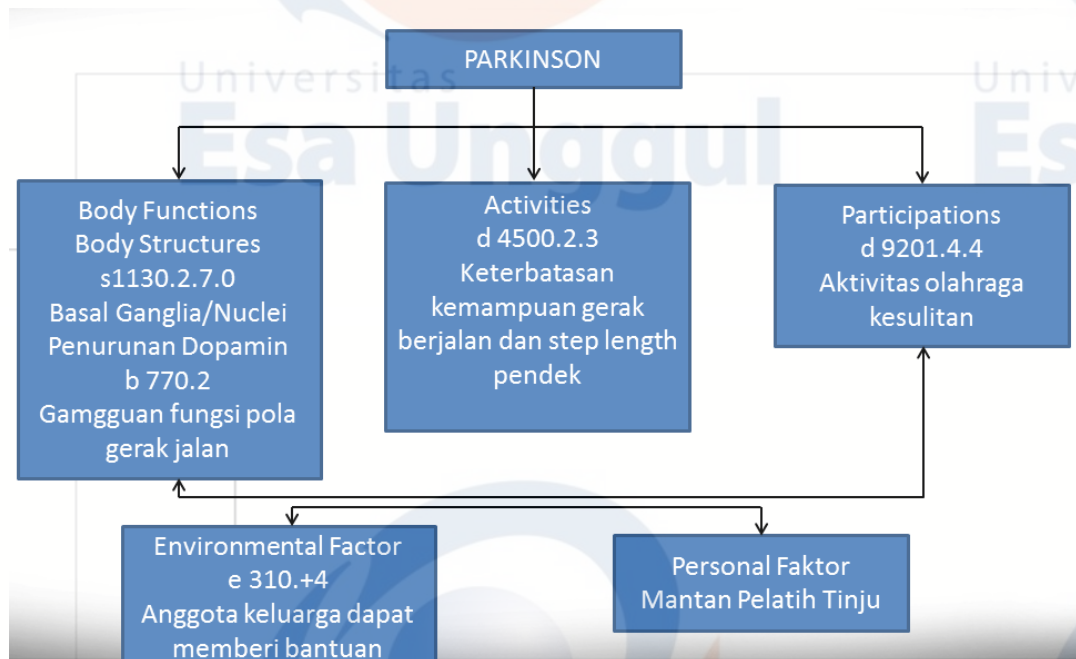 PARKINSON
Universitas
Esa Unggul
Univ
Es
Body Functions
Body Structures
s1130.2.7.0
Basal Ganglia/Nuclei
Penurunan Dopamin
b 770.2
Gamgguan fungsi pola
gerak jalan
Activities
d 4500.2.3
Keterbatasan
kemampuan gerak
berjalan dan step length
pendek
Participations
d 9201.4.4
Aktivitas olahraga
kesulitan
Environmental Factor
e 310.+4
Anggota keluarga dapat
memberi bantuan
Personal Faktor
Mantan Pelatih Tinju